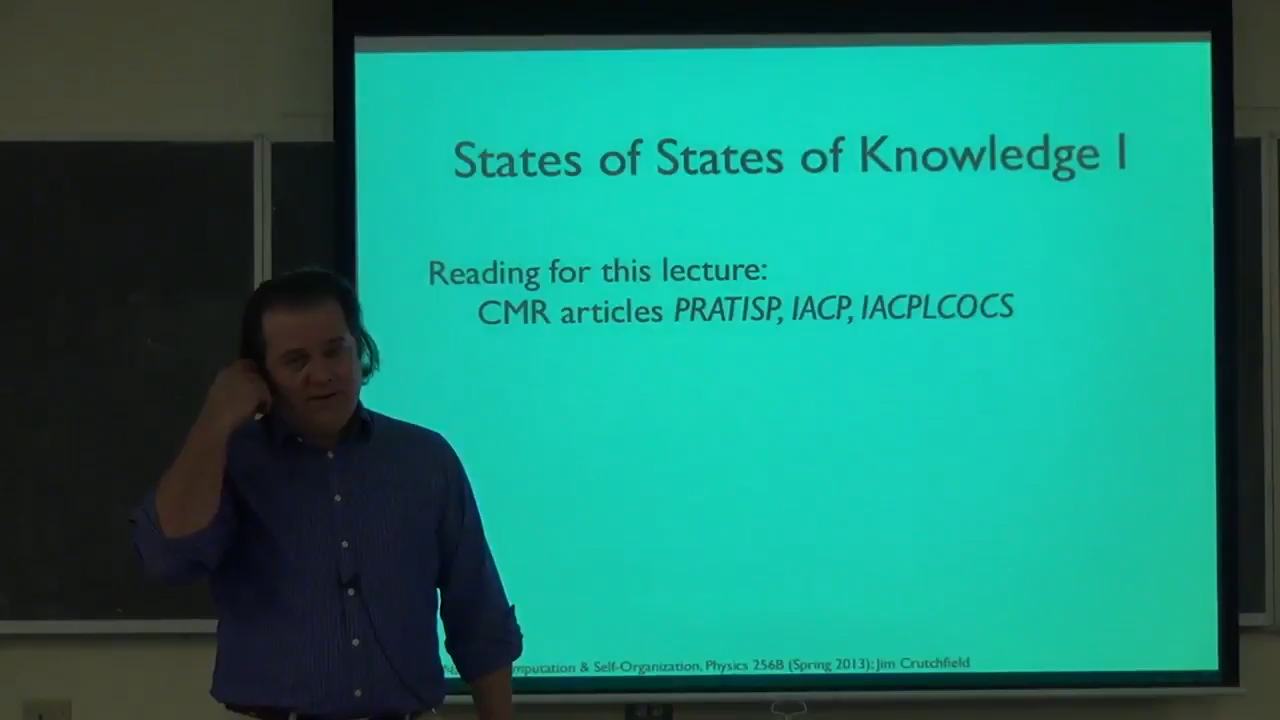 States of States of Knowledge I
Reading for this lecture:
CMR articles PRATISP, IACP, IACPLCOCS
mputation & Self-Organization, Physics 256B (Spring 2013); Jim Crutchfield